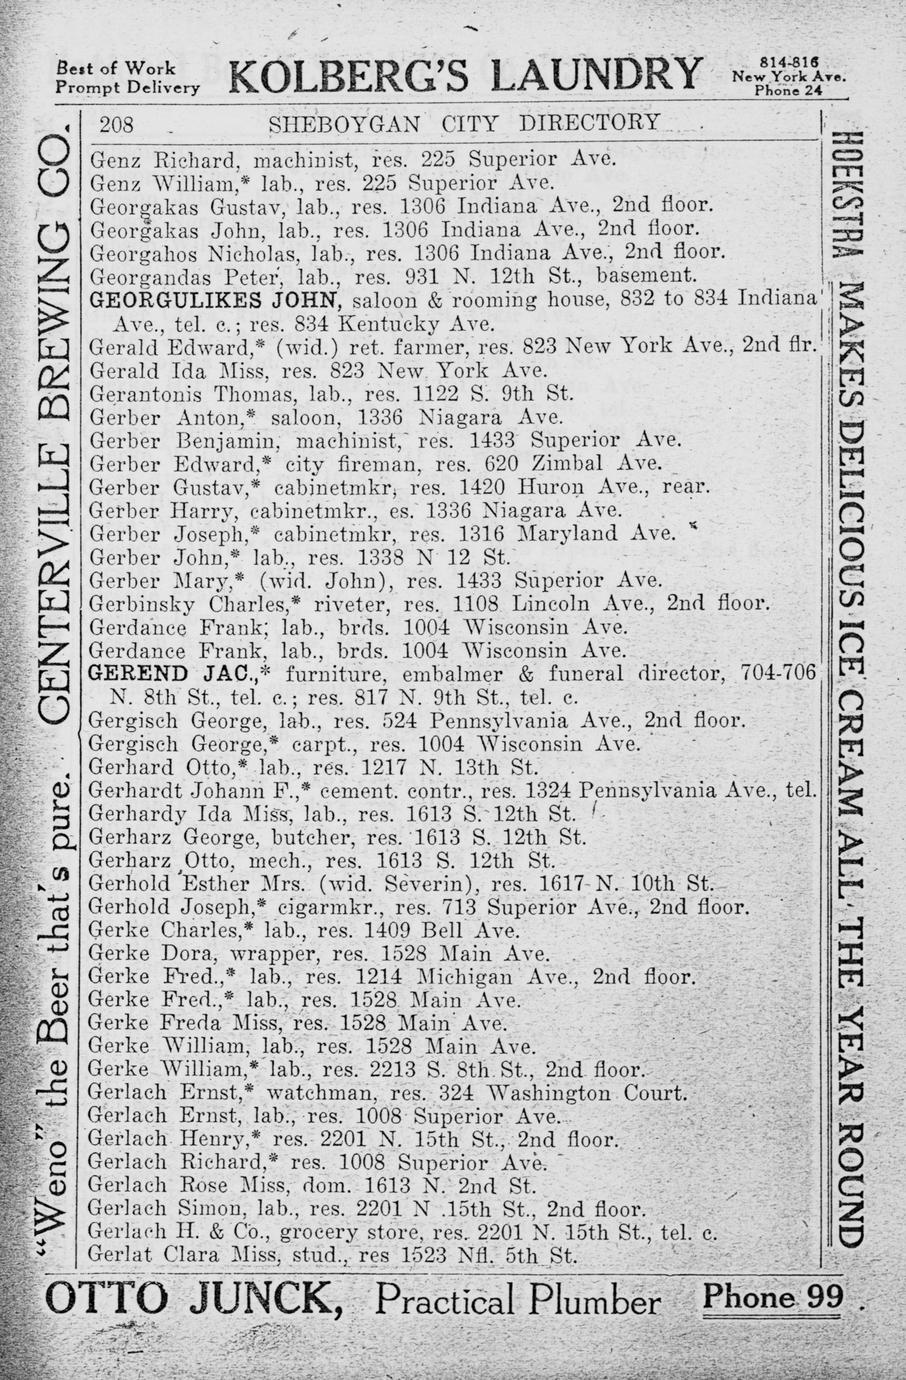 Best of Work
Prompt Delivery
KOLBERG'S LAUNDRY
814-816
New York Ave.
Phone 24
208 SHEBOYGAN CITY DIRECTORY
Genz Richard, machinist, res. 225 Superior Ave.
Genz William,* lab., res. 225 Superior Ave.
Georgakas Gustav, lab., res. 1306 Indiana Ave., 2nd floor.
Georgakas John, lab., res. 1306 Indiana Ave., 2nd floor.
Georgahos Nicholas, lab., res. 1306 Indiana Ave., 2nd floor.
Georgandas Peter, lab., res. 931 N. 12th St., basement.
GEORGULIKES JOHN, saloon & rooming house, 832 to 834 Indiana
Ave., tel. c.; res. 834 Kentucky Ave.
Gerald Edward,* (wid.) ret. farmer, res. 823 New York Ave., 2nd flr.
Gerald Ida Miss, res. 823 New York Ave.
Gerantonis Thomas, lab., res. 1122 S. 9th St.
Gerber Anton,* saloon, 1336 Niagara Ave.
Gerber Benjamin, machinist, res. 1433 Superior Ave.
Gerber Edward,* city fireman, res. 620 Zimbal Ave.
Gerber Gustav,* cabinetmkr, res. 1420 Huron Ave., rear.
Gerber Harry, cabinetmkr., es. 1336 Niagara Ave.
Gerber Joseph,* cabinetmkr, res. 1316 Maryland Ave.
Gerber John,* lab., res. 1338 N 12 St.
Gerber Mary,* (wid. John), res. 1433 Superior Ave.
Gerbinsky Charles,* riveter, res. 1108 Lincoln Ave., 2nd floor.
Gerdance Frank, lab., brds. 1004 Wisconsin Ave.
Gerdance Frank, lab., brds. 1004 Wisconsin Ave.
GEREND JAC.,* furniture, embalmer & funeral director, 704-706
N. 8th St., tel. c.; res. 817 N. 9th St., tel. c.
Gergisch George, lab., res. 524 Pennsylvania Ave., 2nd floor.
Gergisch George,* carpt., res. 1004 Wisconsin Ave.
Gerhard Otto,* lab., res. 1217 N. 13th St.
Gerhardt Johann F.,* cement. contr., res. 1324 Pennsylvania Ave., tel.
Gerhardy Ida Miss, lab., res. 1613 S. 12th St.
Gerharz George, butcher, res. 1613 S. 12th St.
Gerharz Otto, mech., res. 1613 S. 12th St.
Gerhold Esther Mrs. (wid. Severin), res. 1617 N. 10th St.
Gerhold Joseph,* cigarmkr., res. 713 Superior Ave., 2nd floor.
Gerke Charles,* lab., res. 1409 Bell Ave.
Gerke Dora, wrapper, res. 1528 Main Ave.
Gerke Fred.,* lab., res. 1214 Michigan Ave., 2nd floor.
Gerke Fred.,* lab., res. 1528 Main Ave.
Gerke Freda Miss, res. 1528 Main Ave.
Gerke William, lab., res. 1528 Main Ave.
Gerke William,* lab., res. 2213 S. 8th St., 2nd floor.
Gerlach Ernst,* watchman, res. 324 Washington Court.
Gerlach Ernst, lab., res. 1008 Superior Ave.
Gerlach Henry,* res. 2201 N. 15th St., 2nd floor.
Gerlach Richard,* res. 1008 Superior Ave.
Gerlach Rose Miss, dom. 1613 N. 2nd St.
Gerlach Simon, lab., res. 2201 N .15th St., 2nd floor.
Gerlach H. & Co., grocery store, res. 2201 N. 15th St., tel. c.
Gerlat Clara Miss, stud., res 1523 Nfl. 5th St.
"Weno" the Beer that's pure. CENTERVILLE BREWING CO.
HOEKSTRA MAKES DELICIOUS ICE CREAM ALL THE YEAR ROUND
OTTO JUNCK, Practical Plumber Phone 99